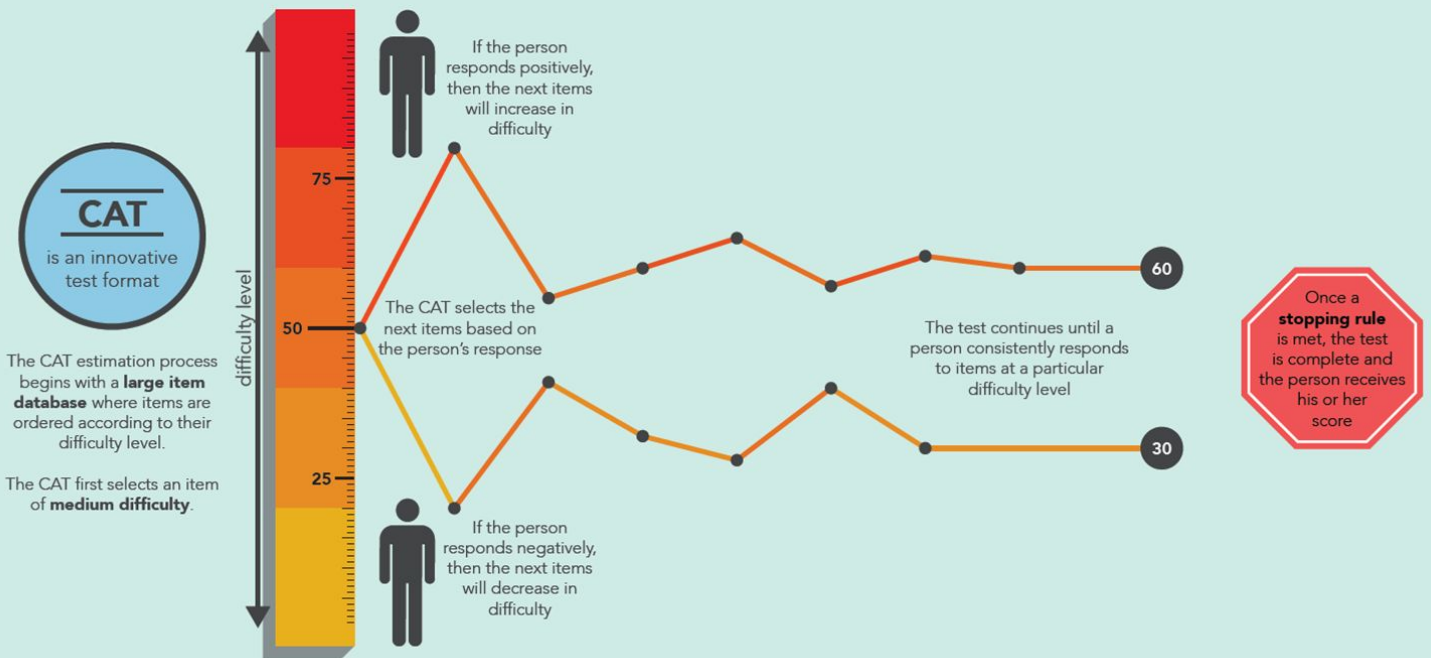 CAT
is an innovative
test format
The CAT estimation process
begins with a large item
database where items are
ordered according to their
difficulty level.
The CAT first selects an item
of medium difficulty.
difficulty level
75
50
25
If the person
responds positively,
then the next items
will increase in
difficulty
The CAT selects the
next items based on
the person's response
If the person
responds negatively,
then the next items
will decrease in
difficulty
The test continues until a
person consistently responds
to items at a particular
difficulty level
60
30
Once a
stopping rule
is met, the test
is complete and
the person receives
his or her
score